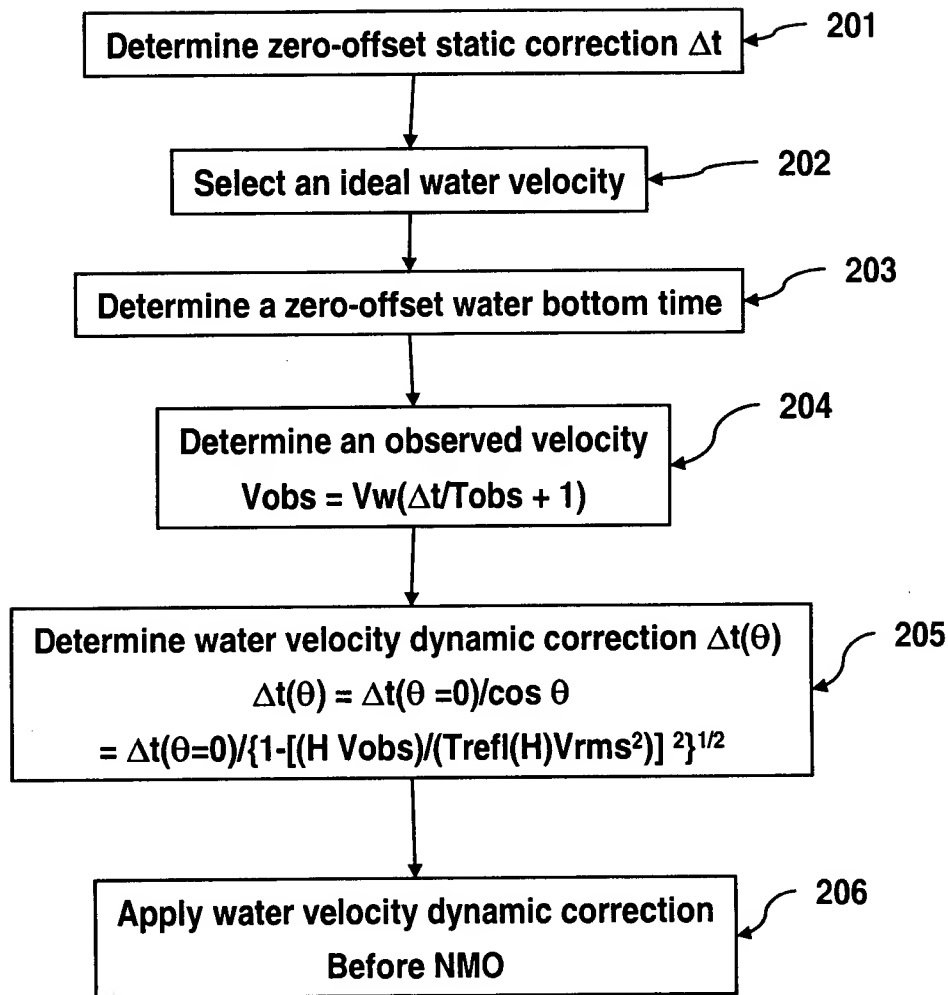 Determine zero-offset static correction Δt
201
Select an ideal water velocity
202
Determine a zero-offset water bottom time
203
Determine an observed velocity
Vobs = Vw(Δt/Tobs + 1)
204
Determine water velocity dynamic correction Δt(θ)
Δt(θ) = Δt(θ =0)/cos θ
= Δt(θ=0)/{1-[(H Vobs)/(Trefl(H)Vrms²)] ²}¹/²
205
Apply water velocity dynamic correction
Before NMO
206